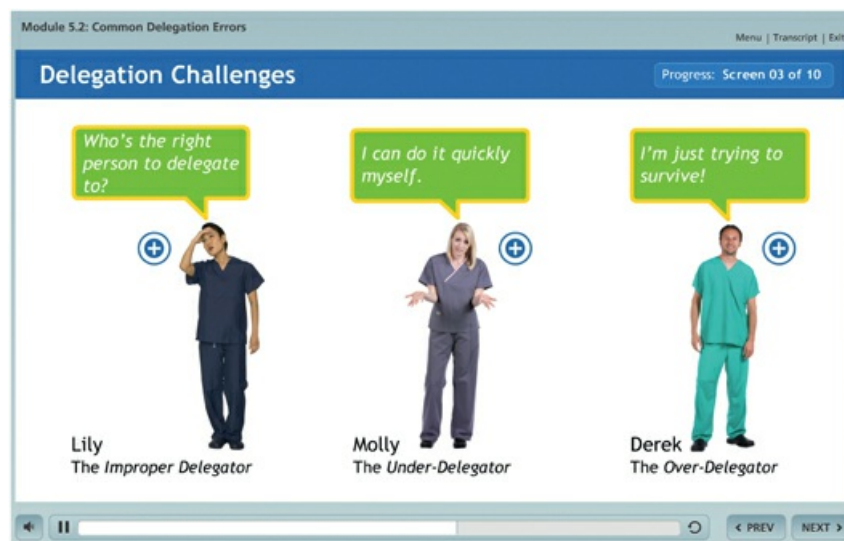 Module 5.2: Common Delegation Errors
Menu | Transcript | Exit
Delegation Challenges
Progress: Screen 03 of 10
Who's the right
person to delegate
to?
I can do it quickly
myself.
I'm just trying to
survive!
Lily
The Improper Delegator
Molly
The Under-Delegator
Derek
The Over-Delegator
< PREV
NEXT >